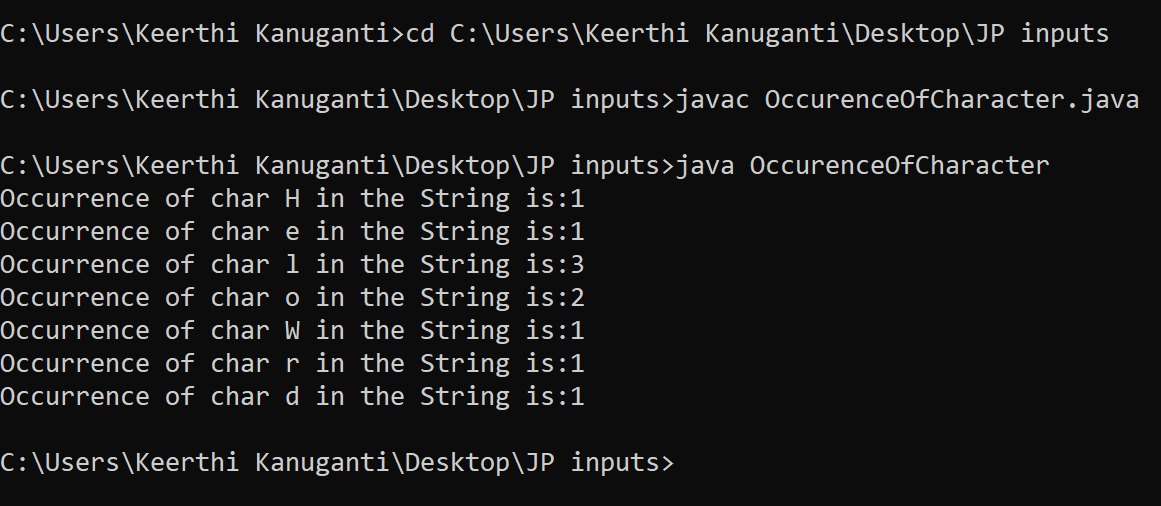 C:\Users\Keerthi Kanuganti>cd C:\Users\Keerthi Kanuganti\Desktop\JP inputs
C:\Users\Keerthi Kanuganti\Desktop\JP inputs>javac OccurenceOfCharacter.java
C:\Users\Keerthi Kanuganti\Desktop\JP inputs>java OccurenceOfCharacter
Occurrence of char H in the String is:1
Occurrence of char e in the String is:1
Occurrence of char l in the String is:3
Occurrence of char o in the String is:2
Occurrence of char W in the String is:1
Occurrence of char r in the String is:1
Occurrence of char d in the String is:1
C:\Users\Keerthi Kanuganti\Desktop\JP inputs>